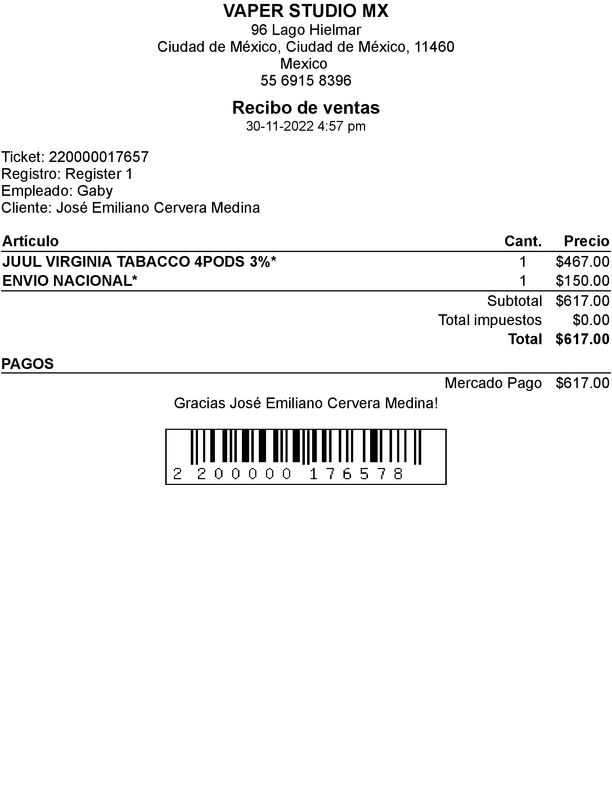 VAPER STUDIO MX
96 Lago Hielmar
Ciudad de México, Ciudad de México, 11460
Mexico
55 6915 8396
Recibo de ventas
30-11-2022 4:57 pm
Ticket: 220000017657
Registro: Register 1
Empleado: Gaby
Cliente: José Emiliano Cervera Medina
Artículo Cant. Precio
JUUL VIRGINIA TABACCO 4PODS 3%* 1 $467.00
ENVIO NACIONAL* 1 $150.00
Subtotal $617.00
Total impuestos $0.00
Total $617.00
PAGOS
Mercado Pago $617.00
Gracias José Emiliano Cervera Medina!
2 200000 176578